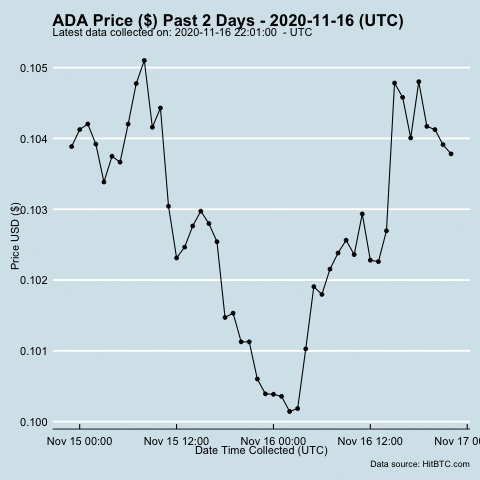 ADA Price ($) Past 2 Days - 2020-11-16 (UTC)
Latest data collected on: 2020-11-16 22:01:00 - UTC
Price USD ($)
0.105
0.104
0.103
0.102
0.101
0.100
Nov 15 00:00 Nov 15 12:00 Nov 16 00:00 Nov 16 12:00 Nov 17 0
Date Time Collected (UTC)
Data source: HitBTC.com